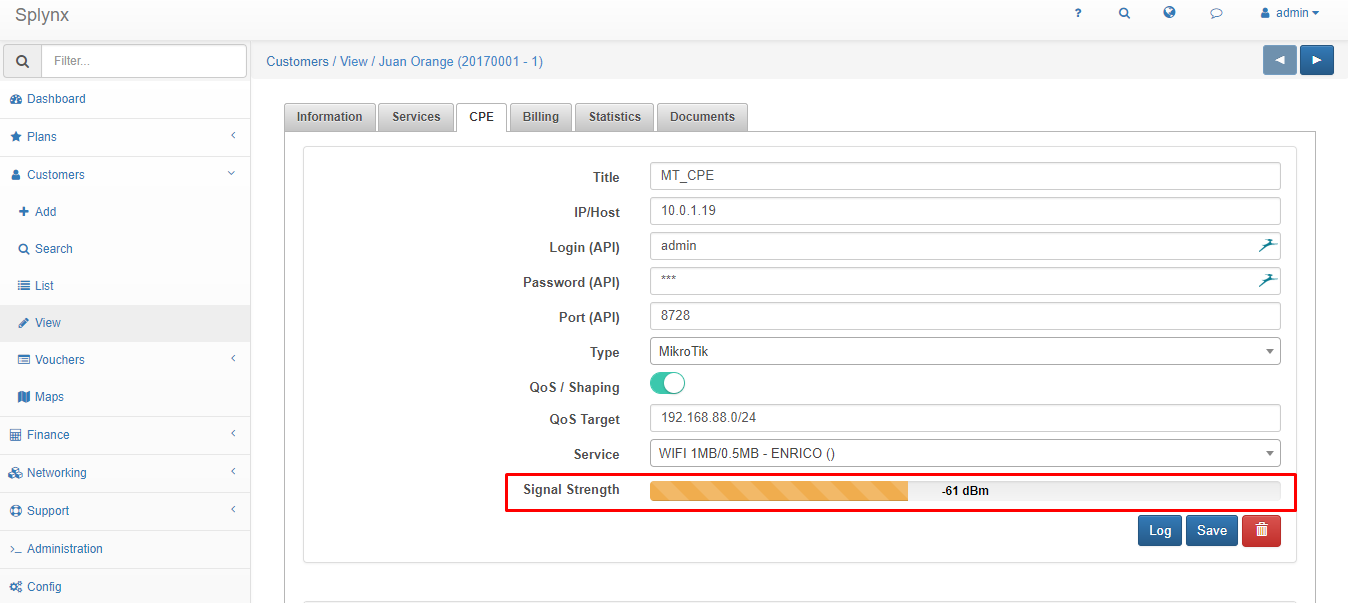 Splynx
? admin
Filter...
Customers / View / Juan Orange (20170001 - 1)
Dashboard
Plans
Customers
Add
Search
List
View
Vouchers
Maps
Finance
Networking
Support
Administration
Config
Information Services CPE Billing Statistics Documents
Title MT_CPE
IP/Host 10.0.1.19
Login (API) admin
Password (API) ***
Port (API) 8728
Type MikroTik
QoS / Shaping
QoS Target 192.168.88.0/24
Service WIFI 1MB/0.5MB - ENRICO ()
Signal Strength -61 dBm
Log Save